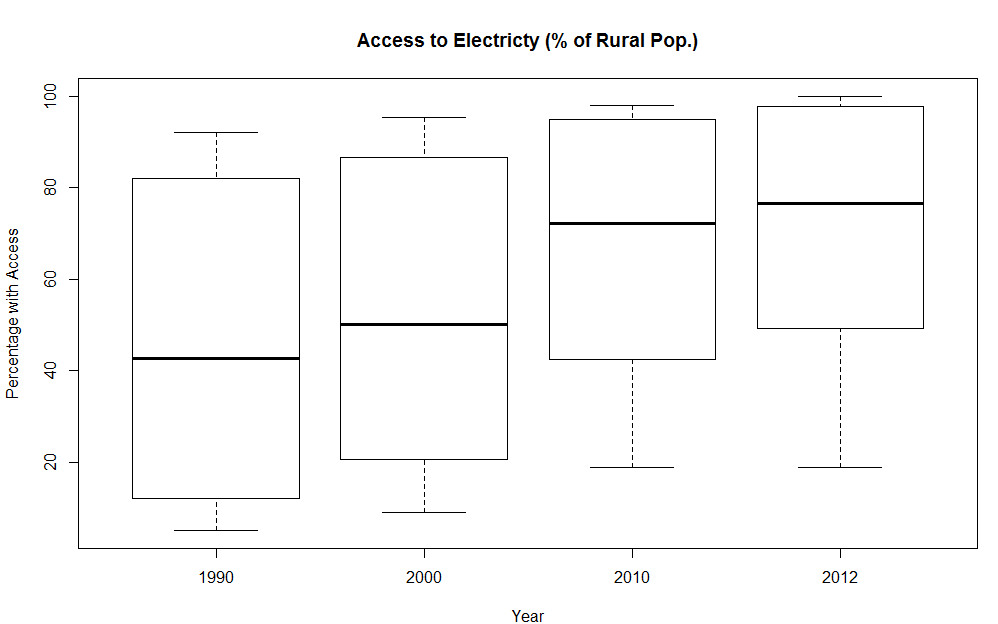 Access to Electricty (% of Rural Pop.)
Percentage with Access
100
80
60
40
20
1990 2000 2010 2012
Year